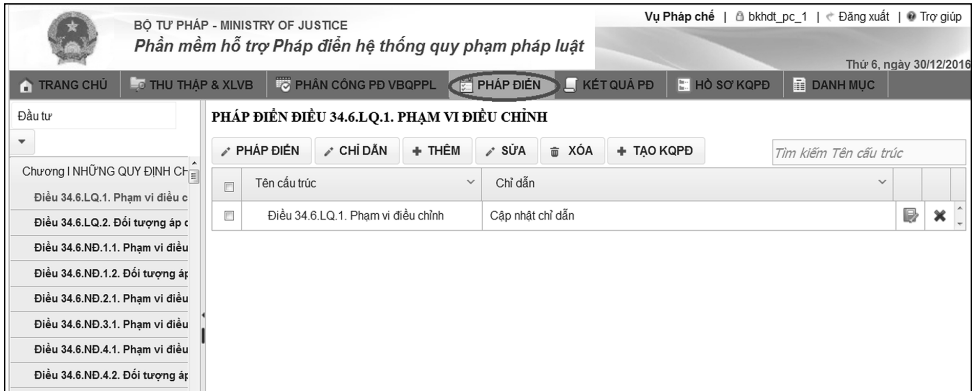 BỘ TƯ PHÁP - MINISTRY OF JUSTICE
Vụ Pháp chế | bkhdt_pc_1 | Đăng xuất | Trợ giúp
Phần mềm hỗ trợ Pháp điển hệ thống quy phạm pháp luật
Thứ 6, ngày 30/12/2016
TRANG CHỦ THU THẬP & XLVB PHÂN CÔNG PĐ VBQPPL PHÁP ĐIỂN KẾT QUẢ PĐ HỒ SƠ KQPĐ DANH MỤC
Đầu tư
PHÁP ĐIỂN ĐIỀU 34.6.LQ.1. PHẠM VI ĐIỀU CHỈNH
PHÁP ĐIỂN CHỈ DẪN THÊM SỬA XÓA TẠO KQPĐ Tìm kiếm Tên cấu trúc
Chương I NHỮNG QUY ĐỊNH CH
Điều 34.6.LQ.1. Phạm vi điều c
Điều 34.6.LQ.2. Đối tượng áp d
Điều 34.6.NĐ.1.1. Phạm vi điều
Điều 34.6.NĐ.1.2. Đối tượng áp
Điều 34.6.NĐ.2.1. Phạm vi điều
Điều 34.6.NĐ.3.1. Phạm vi điều
Điều 34.6.NĐ.4.1. Phạm vi điều
Điều 34.6.NĐ.4.2. Đối tượng áp
Tên cấu trúc Chỉ dẫn
Điều 34.6.LQ.1. Phạm vi điều chỉnh Cập nhật chỉ dẫn